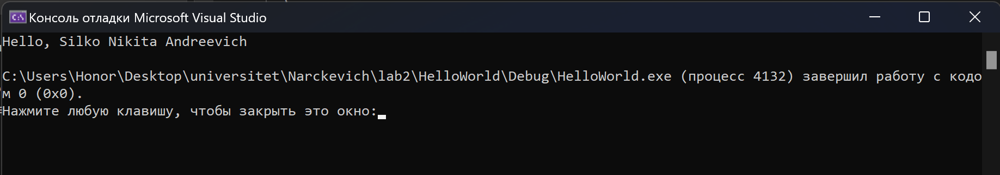 Консоль отладки Microsoft Visual Studio
Hello, Silko Nikita Andreevich
C:\Users\Honor\Desktop\universitet\Narckevich\lab2\HelloWorld\Debug\HelloWorld.exe (процесс 4132) завершил работу с кодо
м 0 (0x0).
Нажмите любую клавишу, чтобы закрыть это окно: